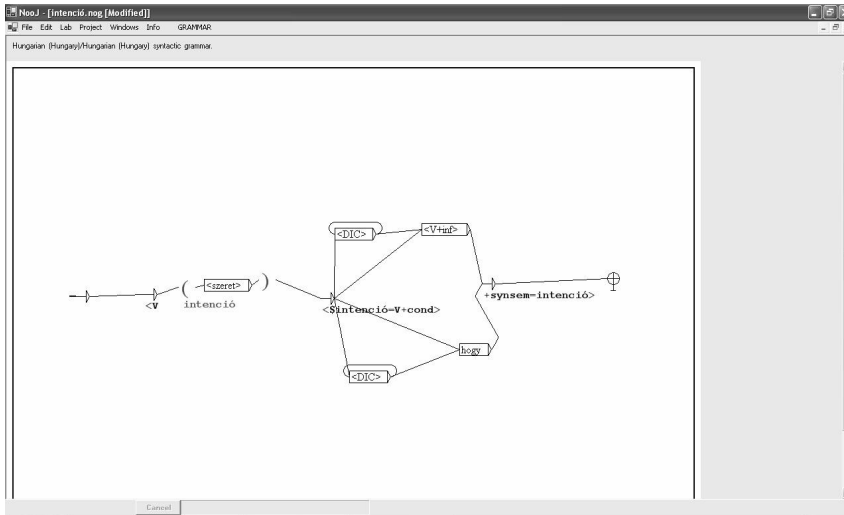 NooJ - [intenció.nog [Modified]]
File Edit Lab Project Windows Info GRAMMAR
Hungarian (Hungary)/Hungarian (Hungary) syntactic grammar.
<DIC>
<V+inf>
( <szeret> )
<V
intenció
<$intenció=V+cond>
+synsem=intenció>
hogy
<DIC>
Cancel